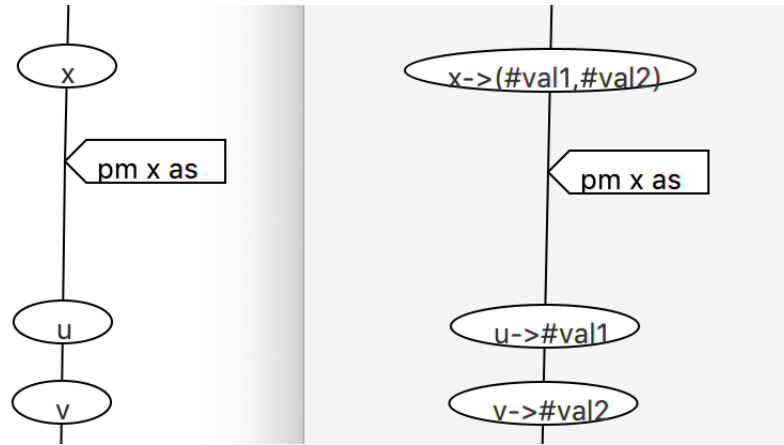 x
pm x as
u
v
x->(#val1,#val2)
pm x as
u->#val1
v->#val2